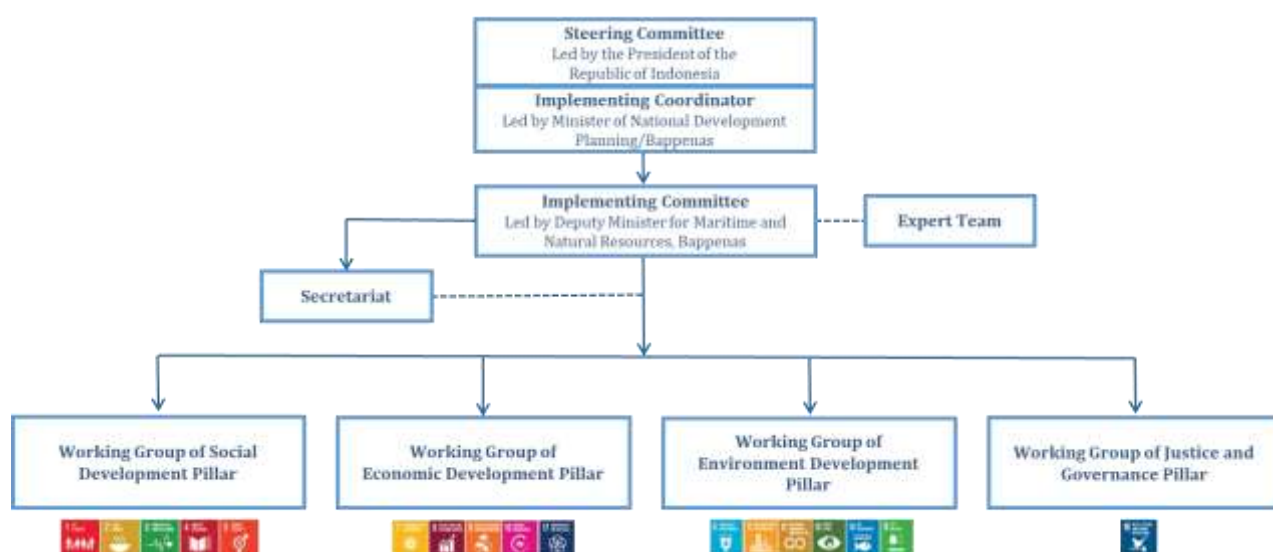 Steering Committee
Led by the President of the
Republic of Indonesia
Implementing Coordinator
Led by Minister of National Development
Planning/Bappenas
Implementing Committee
Led by Deputy Minister for Maritime and
Natural Resources, Bappenas
Expert Team
Secretariat
Working Group of Social
Development Pillar
Working Group of
Economic Development Pillar
Working Group of
Environment Development
Pillar
Working Group of Justice and
Governance Pillar